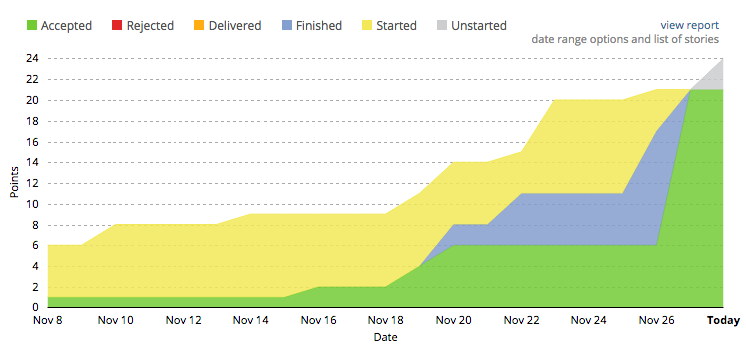 Accepted Rejected Delivered Finished Started Unstarted
view report
date range options and list of stories
24
22
20
18
16
14
12
10
8
6
4
2
0
Points
Nov 8 Nov 10 Nov 12 Nov 14 Nov 16 Nov 18 Nov 20 Nov 22 Nov 24 Nov 26 Today
Date